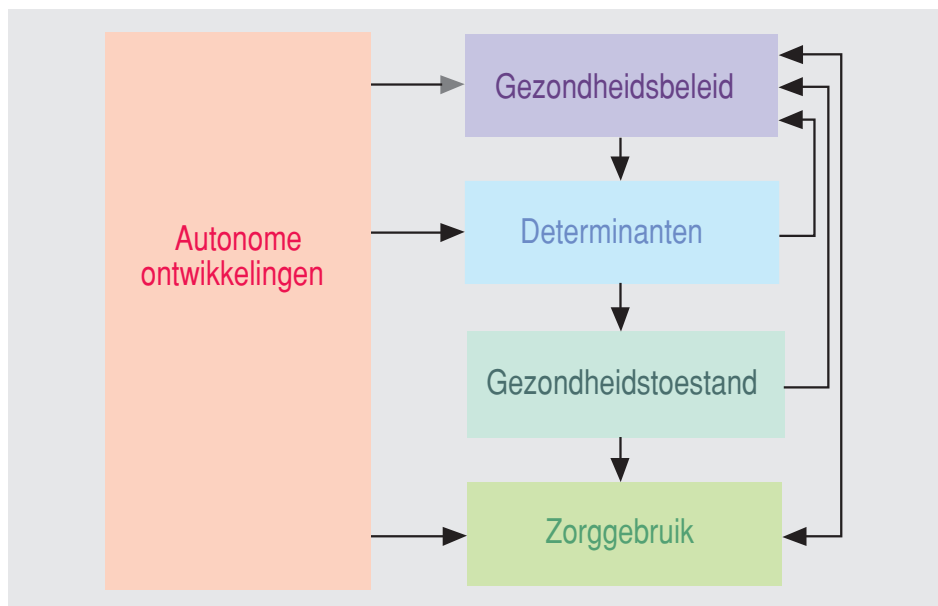 Autonome
ontwikkelingen
Gezondheidsbeleid
Determinanten
Gezondheidstoestand
Zorggebruik